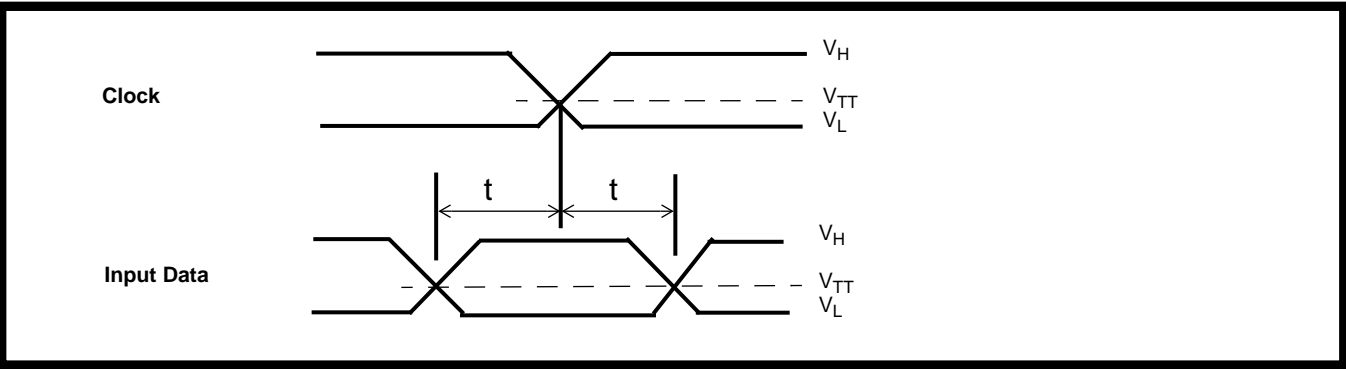 Clock
VH
VTT
VL
t t
Input Data
VH
VTT
VL